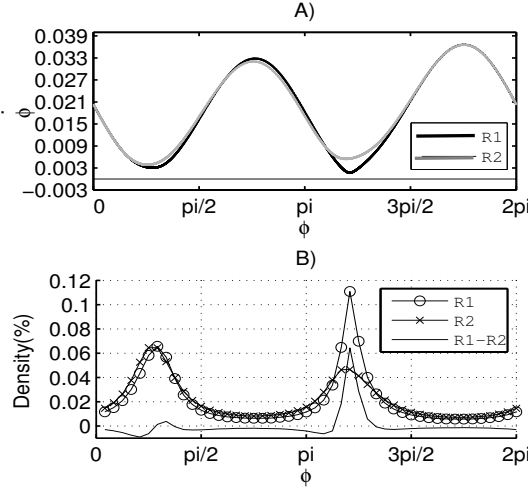 A)
0.039
0.033
0.027
0.021
0.015
0.009
0.003
−0.003
ϕ̇
0 pi/2 pi 3pi/2 2pi
ϕ
R1
R2
B)
0.12
0.1
0.08
0.06
0.04
0.02
0
Density(%)
0 pi/2 pi 3pi/2 2pi
ϕ
R1
R2
R1−R2